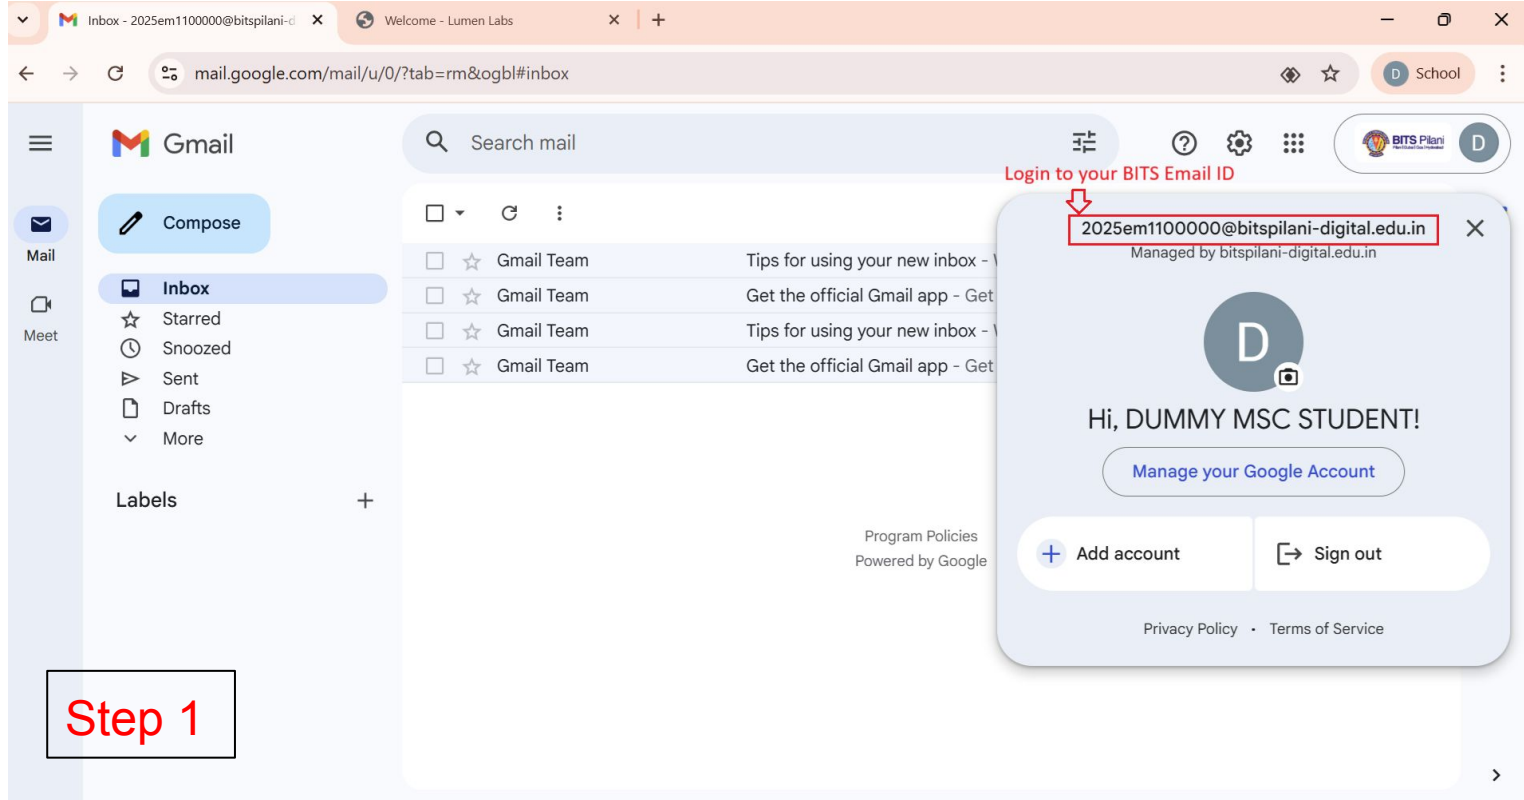 Inbox - 2025em1100000@bitspilani-d
Welcome - Lumen Labs
mail.google.com/mail/u/0/?tab=rm&ogbl#inbox
D School
Gmail
Search mail
BITS Pilani
D
Login to your BITS Email ID
Compose
Mail
Meet
Inbox
Starred
Snoozed
Sent
Drafts
More
Labels
Gmail Team Tips for using your new inbox -
Gmail Team Get the official Gmail app - Get
Gmail Team Tips for using your new inbox -
Gmail Team Get the official Gmail app - Get
Program Policies
Powered by Google
2025em1100000@bitspilani-digital.edu.in
Managed by bitspilani-digital.edu.in
D
Hi, DUMMY MSC STUDENT!
Manage your Google Account
Add account
Sign out
Privacy Policy • Terms of Service
Step 1